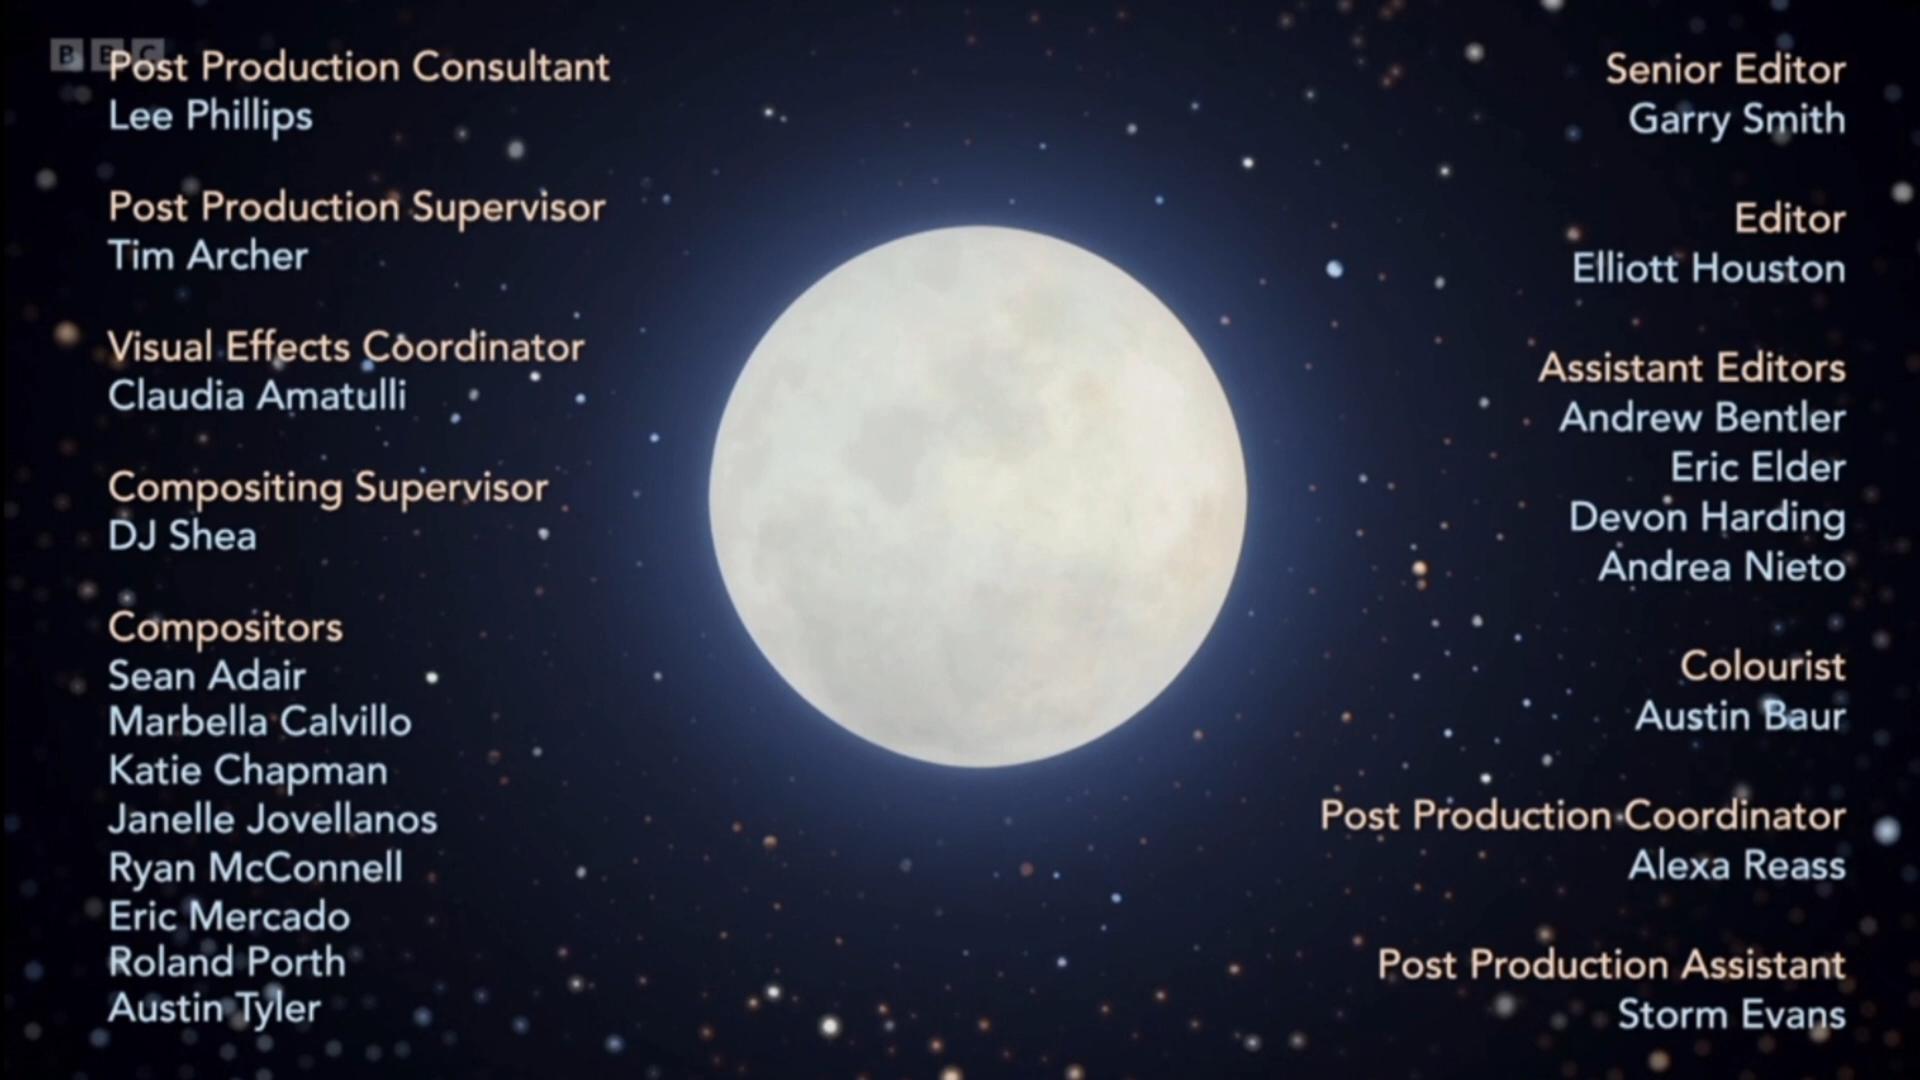 BBC
Post Production Consultant
Lee Phillips
Post Production Supervisor
Tim Archer
Visual Effects Coordinator
Claudia Amatulli
Compositing Supervisor
DJ Shea
Compositors
Sean Adair
Marbella Calvillo
Katie Chapman
Janelle Jovellanos
Ryan McConnell
Eric Mercado
Roland Porth
Austin Tyler
Senior Editor
Garry Smith
Editor
Elliott Houston
Assistant Editors
Andrew Bentler
Eric Elder
Devon Harding
Andrea Nieto
Colourist
Austin Baur
Post Production Coordinator
Alexa Reass
Post Production Assistant
Storm Evans